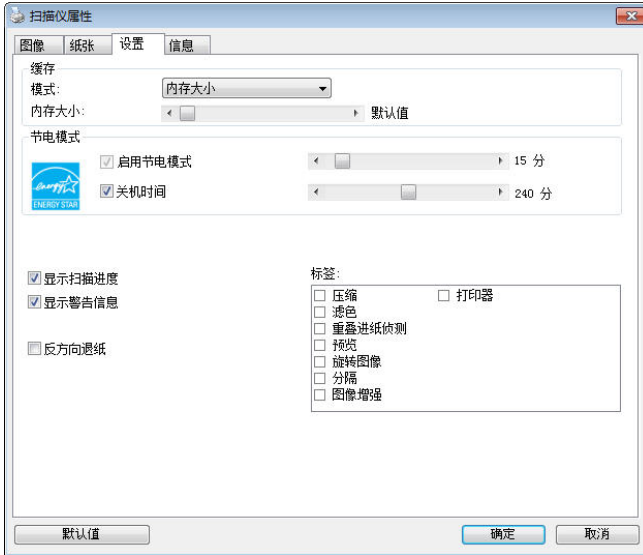 扫描仪属性
图像 纸张 设置 信息
缓存
模式: 内存大小
内存大小: 默认值
节电模式
启用节电模式 15 分
关机时间 240 分
energy
ENERGY STAR
显示扫描进度
显示警告信息
反方向退纸
标签:
压缩 打印器
滤色
重叠进纸侦测
预览
旋转图像
分隔
图像增强
默认值 确定 取消